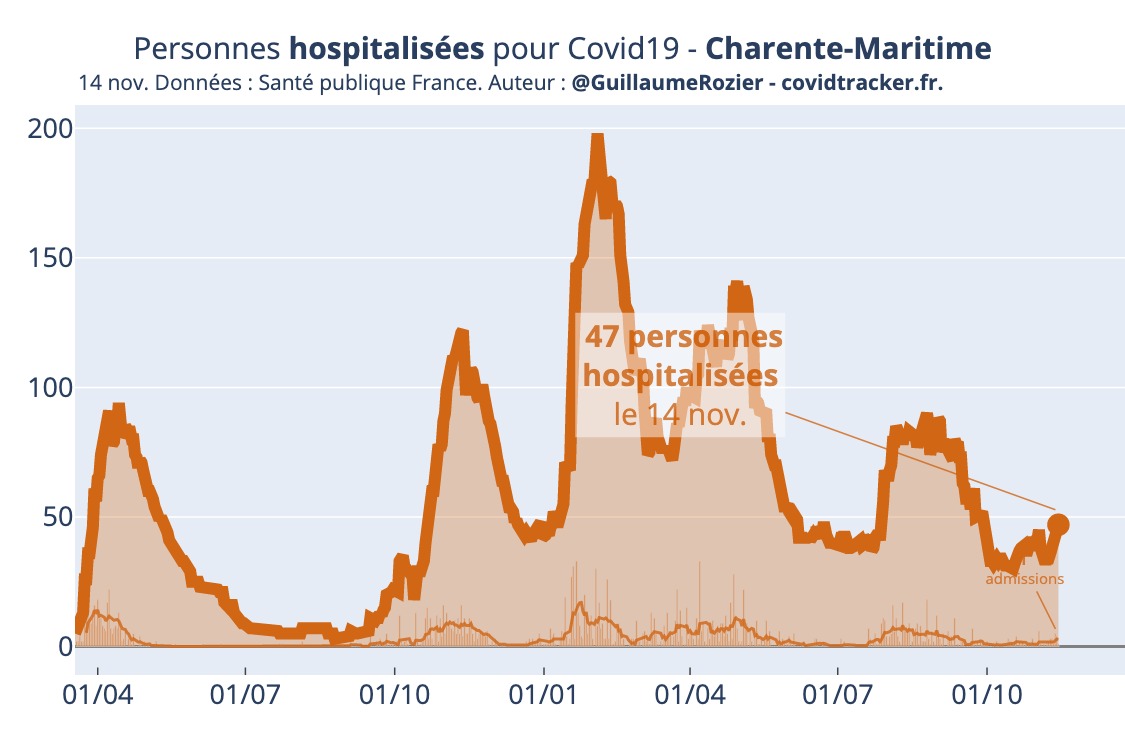 Personnes hospitalisées pour Covid19 - Charente-Maritime
14 nov. Données : Santé publique France. Auteur : @GuillaumeRozier - covidtracker.fr.
200
150
100
50
0
47 personnes
hospitalisées
le 14 nov.
admissions
01/04 01/07 01/10 01/01 01/04 01/07 01/10